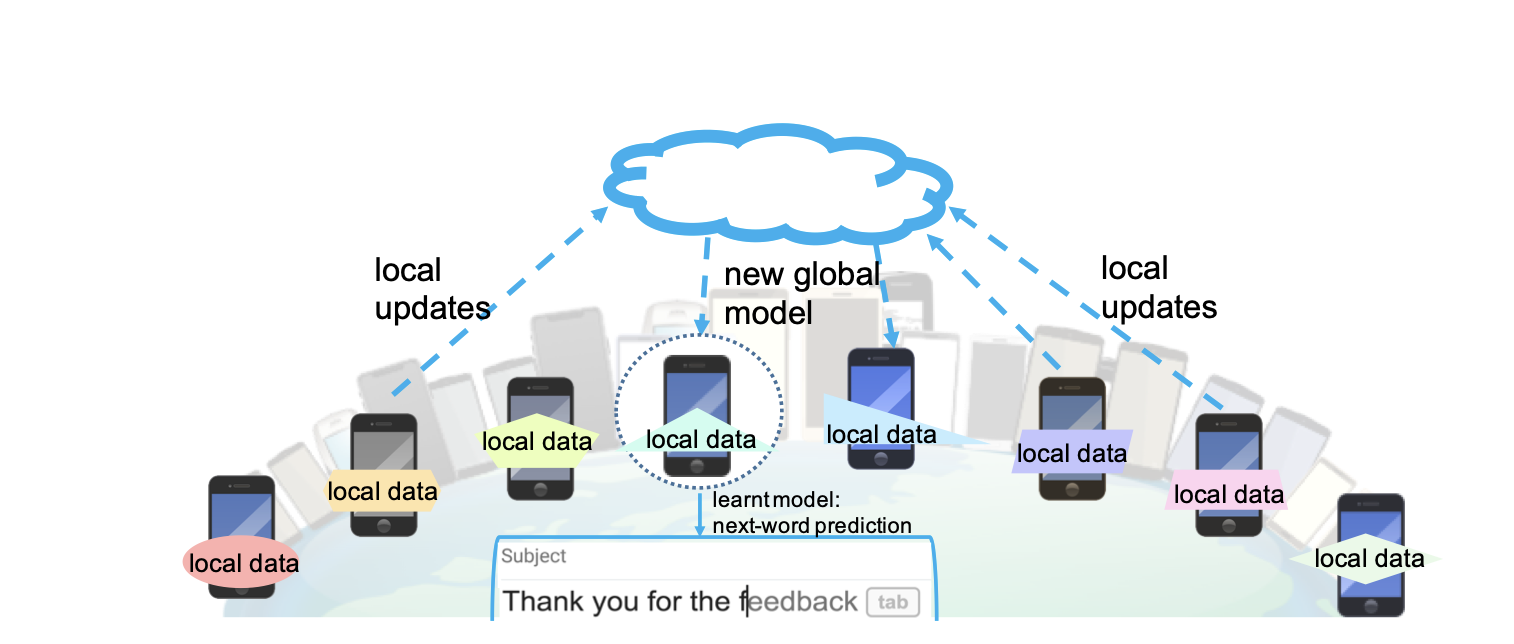 local
updates
new global
model
local
updates
local data
local data
local data
local data
local data
local data
local data
local data
learnt model:
next-word prediction
Subject
Thank you for the feedback tab